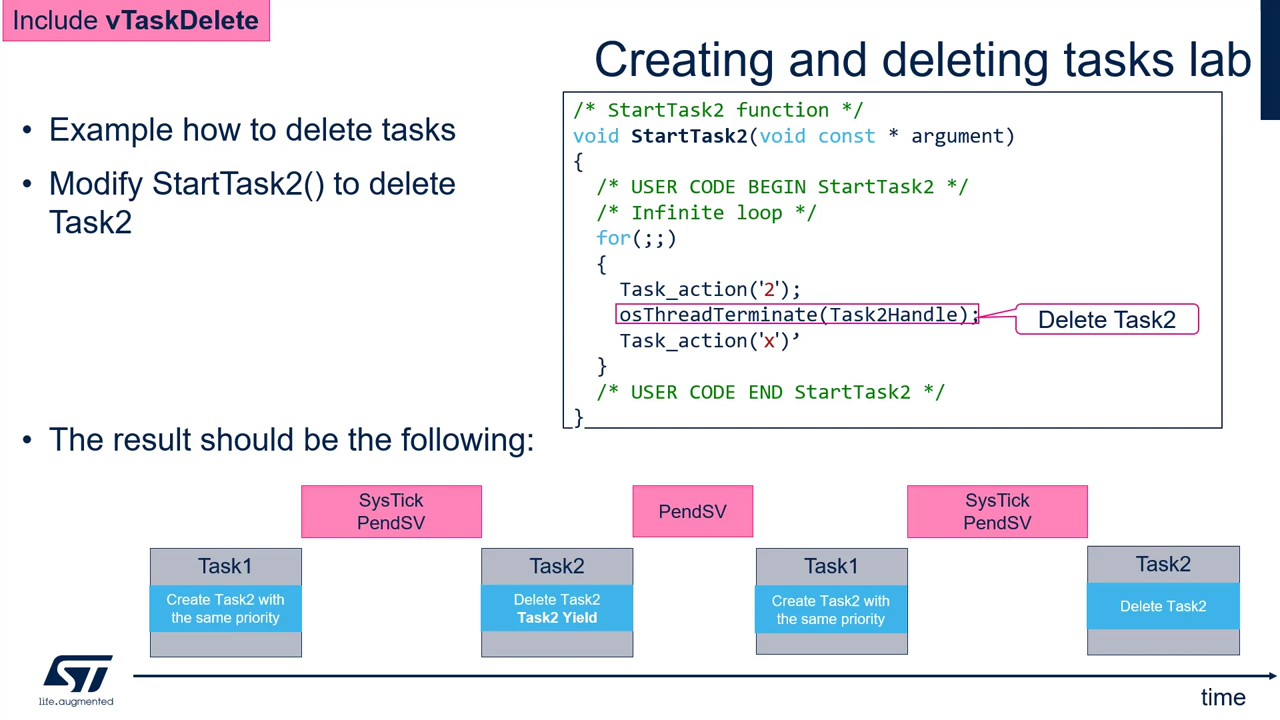 Include vTaskDelete
Creating and deleting tasks lab
• Example how to delete tasks
• Modify StartTask2() to delete
Task2
/* StartTask2 function */
void StartTask2(void const * argument)
{
/* USER CODE BEGIN StartTask2 */
/* Infinite loop */
for(;;)
{
Task_action('2');
osThreadTerminate(Task2Handle);
Task_action('x')’
}
/* USER CODE END StartTask2 */
}
Delete Task2
• The result should be the following:
SysTick
PendSV
PendSV
SysTick
PendSV
Task1
Create Task2 with
the same priority
Task2
Delete Task2
Task2 Yield
Task1
Create Task2 with
the same priority
Task2
Delete Task2
ST
life.augmented
time